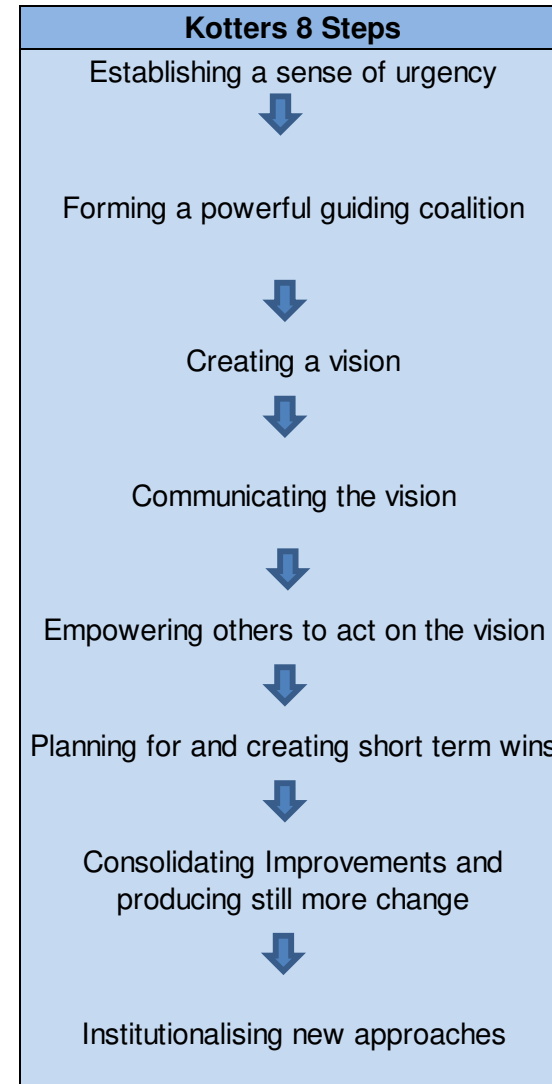 Kotters 8 Steps
Establishing a sense of urgency
Forming a powerful guiding coalition
Creating a vision
Communicating the vision
Empowering others to act on the vision
Planning for and creating short term wins
Consolidating Improvements and
producing still more change
Institutionalising new approaches